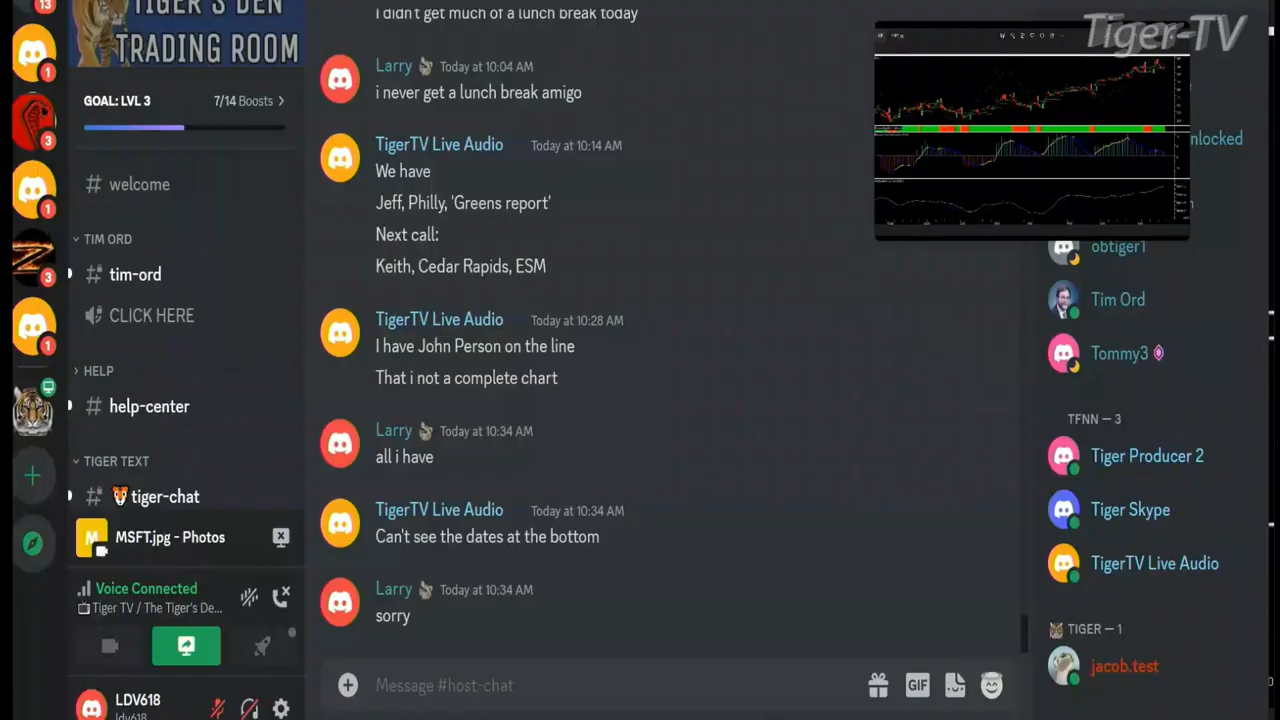 13
TIGER'S DEN
TRADING ROOM
Tiger-TV
GOAL: LVL 3
7/14 Boosts >
# welcome
TIM ORD
tim-ord
CLICK HERE
HELP
# help-center
TIGER TEXT
tiger-chat
MSFT.jpg - Photos
Voice Connected
Tiger TV / The Tiger's De...
LDV618
ldv618
1
3
1
3
1
I didn't get much of a lunch break today
Larry Today at 10:04 AM
i never get a lunch break amigo
TigerTV Live Audio Today at 10:14 AM
We have
Jeff, Philly, 'Greens report'
Next call:
Keith, Cedar Rapids, ESM
TigerTV Live Audio Today at 10:28 AM
I have John Person on the line
That i not a complete chart
Larry Today at 10:34 AM
all i have
TigerTV Live Audio Today at 10:34 AM
Can't see the dates at the bottom
Larry Today at 10:34 AM
sorry
Message #host-chat
GIF
nlocked
obtiger1
Tim Ord
Tommy3
TFNN — 3
Tiger Producer 2
Tiger Skype
TigerTV Live Audio
TIGER — 1
jacob.test